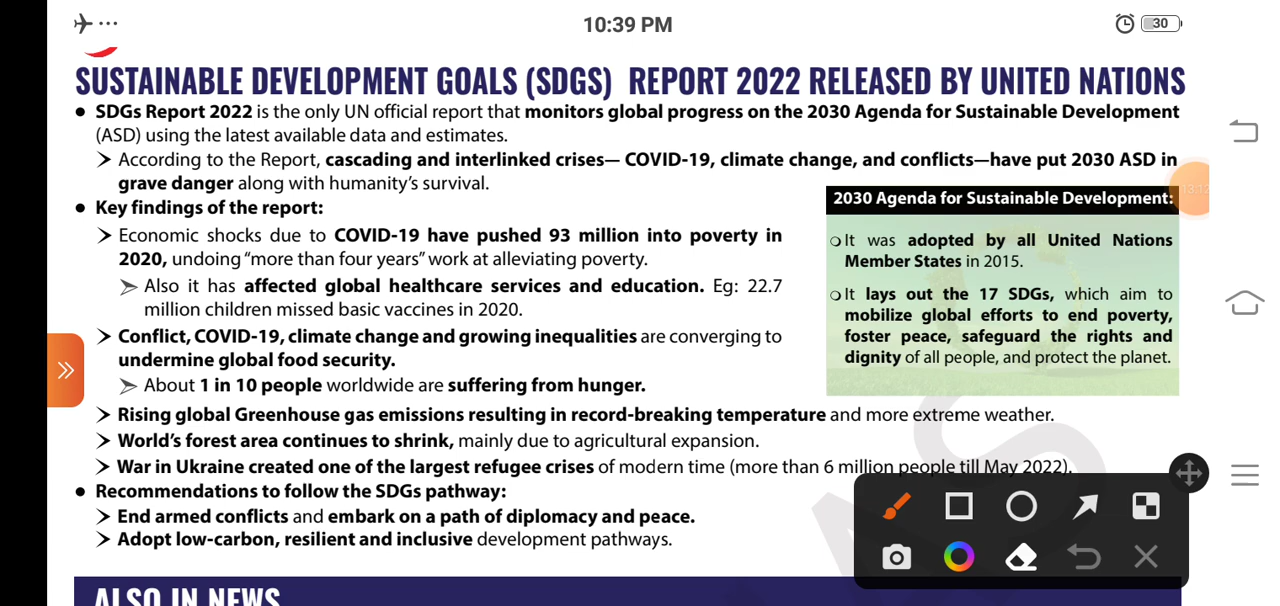 10:39 PM
30
SUSTAINABLE DEVELOPMENT GOALS (SDGS) REPORT 2022 RELEASED BY UNITED NATIONS
• SDGs Report 2022 is the only UN official report that monitors global progress on the 2030 Agenda for Sustainable Development
(ASD) using the latest available data and estimates.
➢ According to the Report, cascading and interlinked crises— COVID-19, climate change, and conflicts—have put 2030 ASD in
grave danger along with humanity's survival.
• Key findings of the report:
➢ Economic shocks due to COVID-19 have pushed 93 million into poverty in
2020, undoing "more than four years" work at alleviating poverty.
➢ Also it has affected global healthcare services and education. Eg: 22.7
million children missed basic vaccines in 2020.
➢ Conflict, COVID-19, climate change and growing inequalities are converging to
undermine global food security.
➢ About 1 in 10 people worldwide are suffering from hunger.
13:12
2030 Agenda for Sustainable Development:
○ It was adopted by all United Nations
Member States in 2015.
○ It lays out the 17 SDGs, which aim to
mobilize global efforts to end poverty,
foster peace, safeguard the rights and
dignity of all people, and protect the planet.
➢ Rising global Greenhouse gas emissions resulting in record-breaking temperature and more extreme weather.
➢ World's forest area continues to shrink, mainly due to agricultural expansion.
➢ War in Ukraine created one of the largest refugee crises of modern time (more than 6 million people till May 2022).
• Recommendations to follow the SDGs pathway:
➢ End armed conflicts and embark on a path of diplomacy and peace.
➢ Adopt low-carbon, resilient and inclusive development pathways.
ALSO IN NEWS